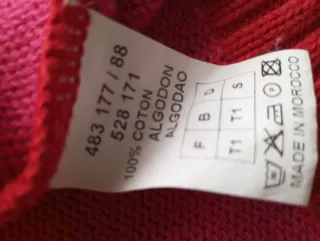 483 177 / 88
528 171
100% COTON
ALGODON
ALGODAO
F B D
T1 T1 S
MADE IN MOROCCO